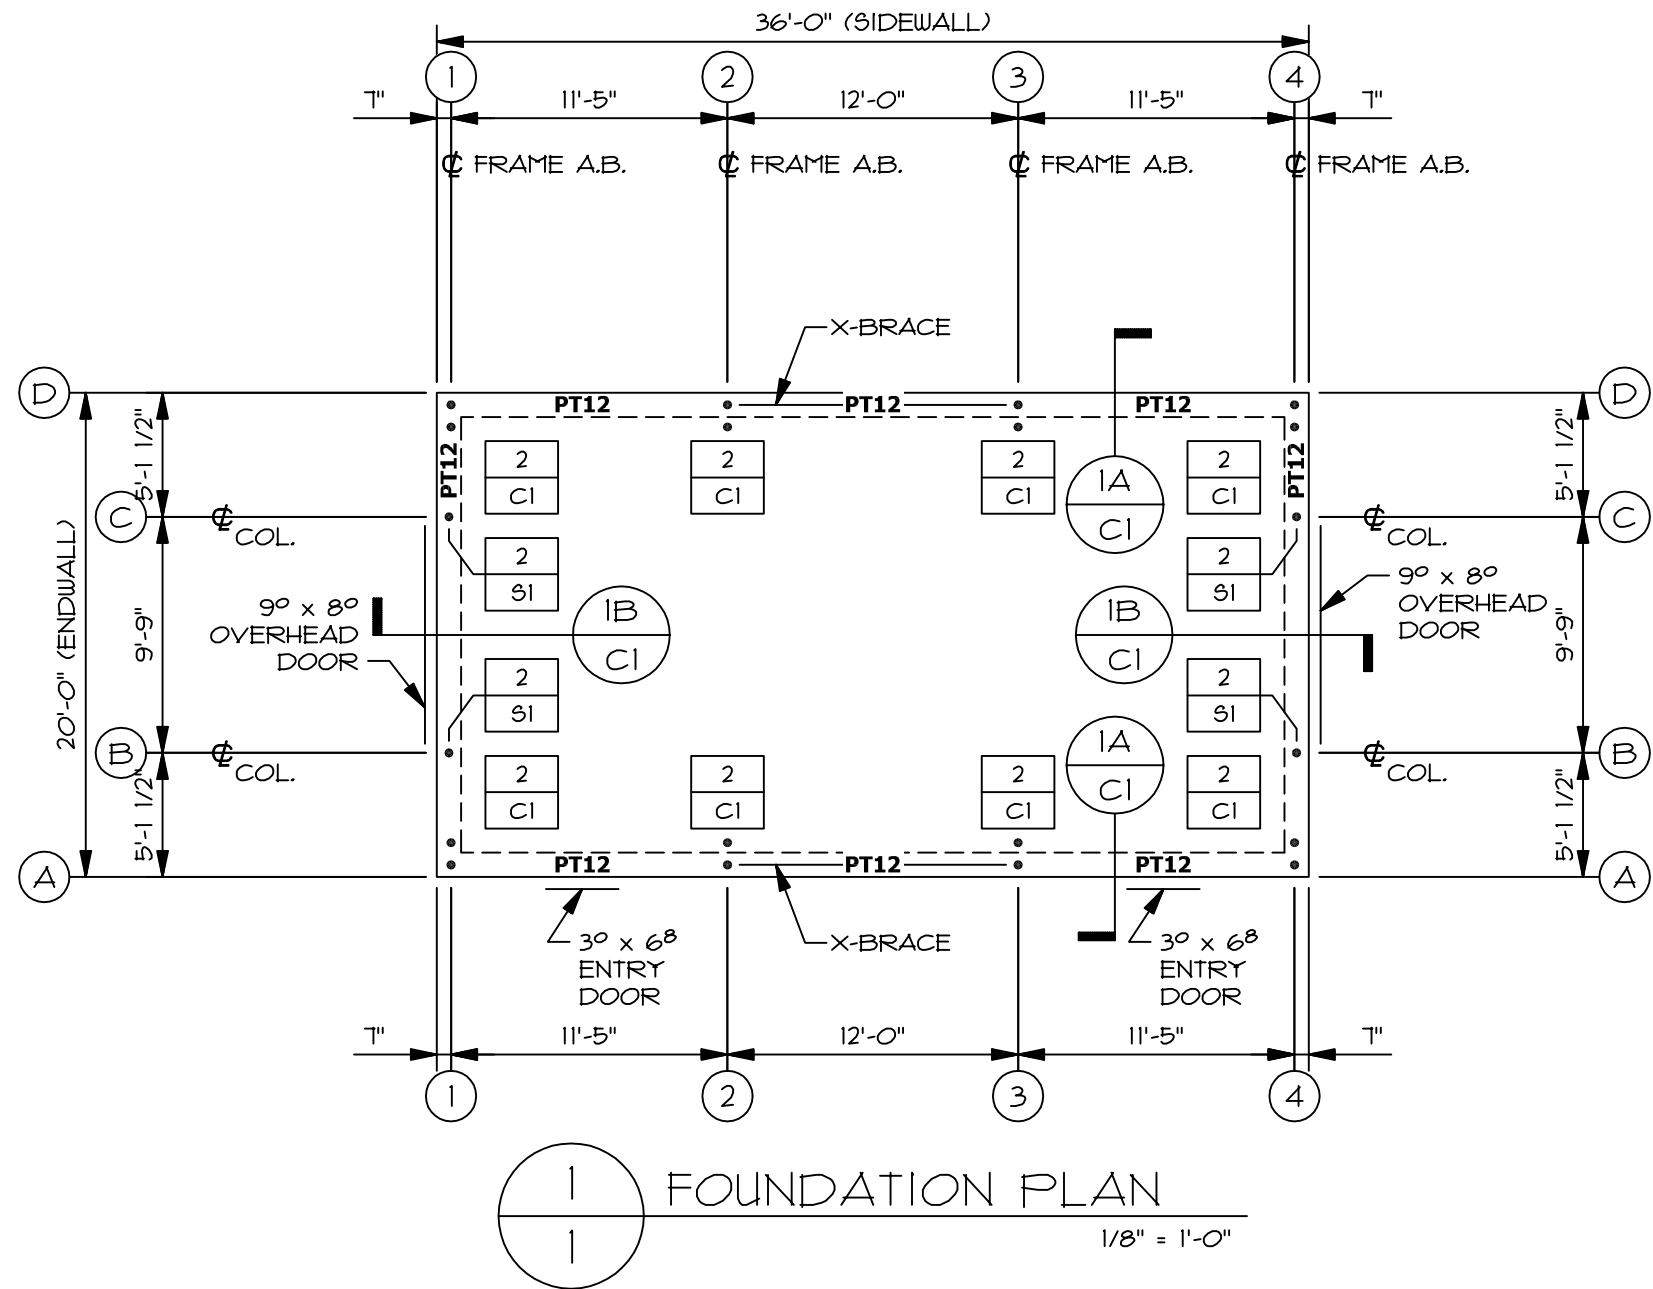 36'-0" (SIDEWALL)
1 2 3 4
7" 11'-5" 12'-0" 11'-5" 7"
℄ FRAME A.B. ℄ FRAME A.B. ℄ FRAME A.B. ℄ FRAME A.B.
X-BRACE
D D
PT12 PT12 PT12
5'-1 1/2" PT12 PT12 5'-1 1/2"
2 2 2 2
C1 C1 C1 C1
1A
C1
C ℄ COL. ℄ COL. C
2 2
S1 S1
20'-0" (ENDWALL)
9'-9" 9'-9"
9⁰ x 8⁰
OVERHEAD
DOOR
1B
C1
1B
C1
9⁰ x 8⁰
OVERHEAD
DOOR
2 2
S1 S1
B ℄ COL. ℄ COL. B
1A
C1
2 2 2 2
C1 C1 C1 C1
5'-1 1/2" 5'-1 1/2"
PT12 PT12 PT12
A A
3⁰ x 6⁸
ENTRY
DOOR
X-BRACE
3⁰ x 6⁸
ENTRY
DOOR
7" 11'-5" 12'-0" 11'-5" 7"
1 2 3 4
1
1
FOUNDATION PLAN
1/8" = 1'-0"